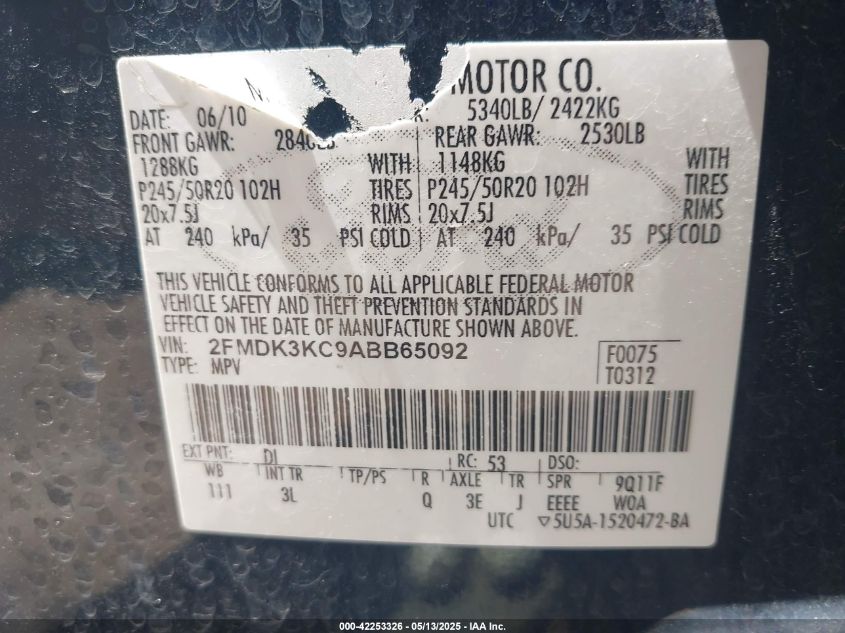 MOTOR CO.
DATE: 06/10 5340LB/ 2422KG
FRONT GAWR: REAR GAWR: 2530LB
1288KG WITH 1148KG WITH
P245/50R20 102H TIRES P245/50R20 102H TIRES
20x7.5J RIMS 20x7.5J RIMS
AT 240 kPa/ 35 PSI COLD AT 240 kPa/ 35 PSI COLD
THIS VEHICLE CONFORMS TO ALL APPLICABLE FEDERAL MOTOR
VEHICLE SAFETY AND THEFT PREVENTION STANDARDS IN
EFFECT ON THE DATE OF MANUFACTURE SHOWN ABOVE.
VIN: 2FMDK3KC9ABB65092 F0075
TYPE: MPV T0312
EXT PNT: DI RC: 53 DSO:
WB INT TR TP/PS R AXLE TR SPR 9Q11F
111 3L Q 3E J EEEE WOA
UTC ▽5U5A-1520472-BA
000-42253326 - 05/13/2025 - IAA Inc.